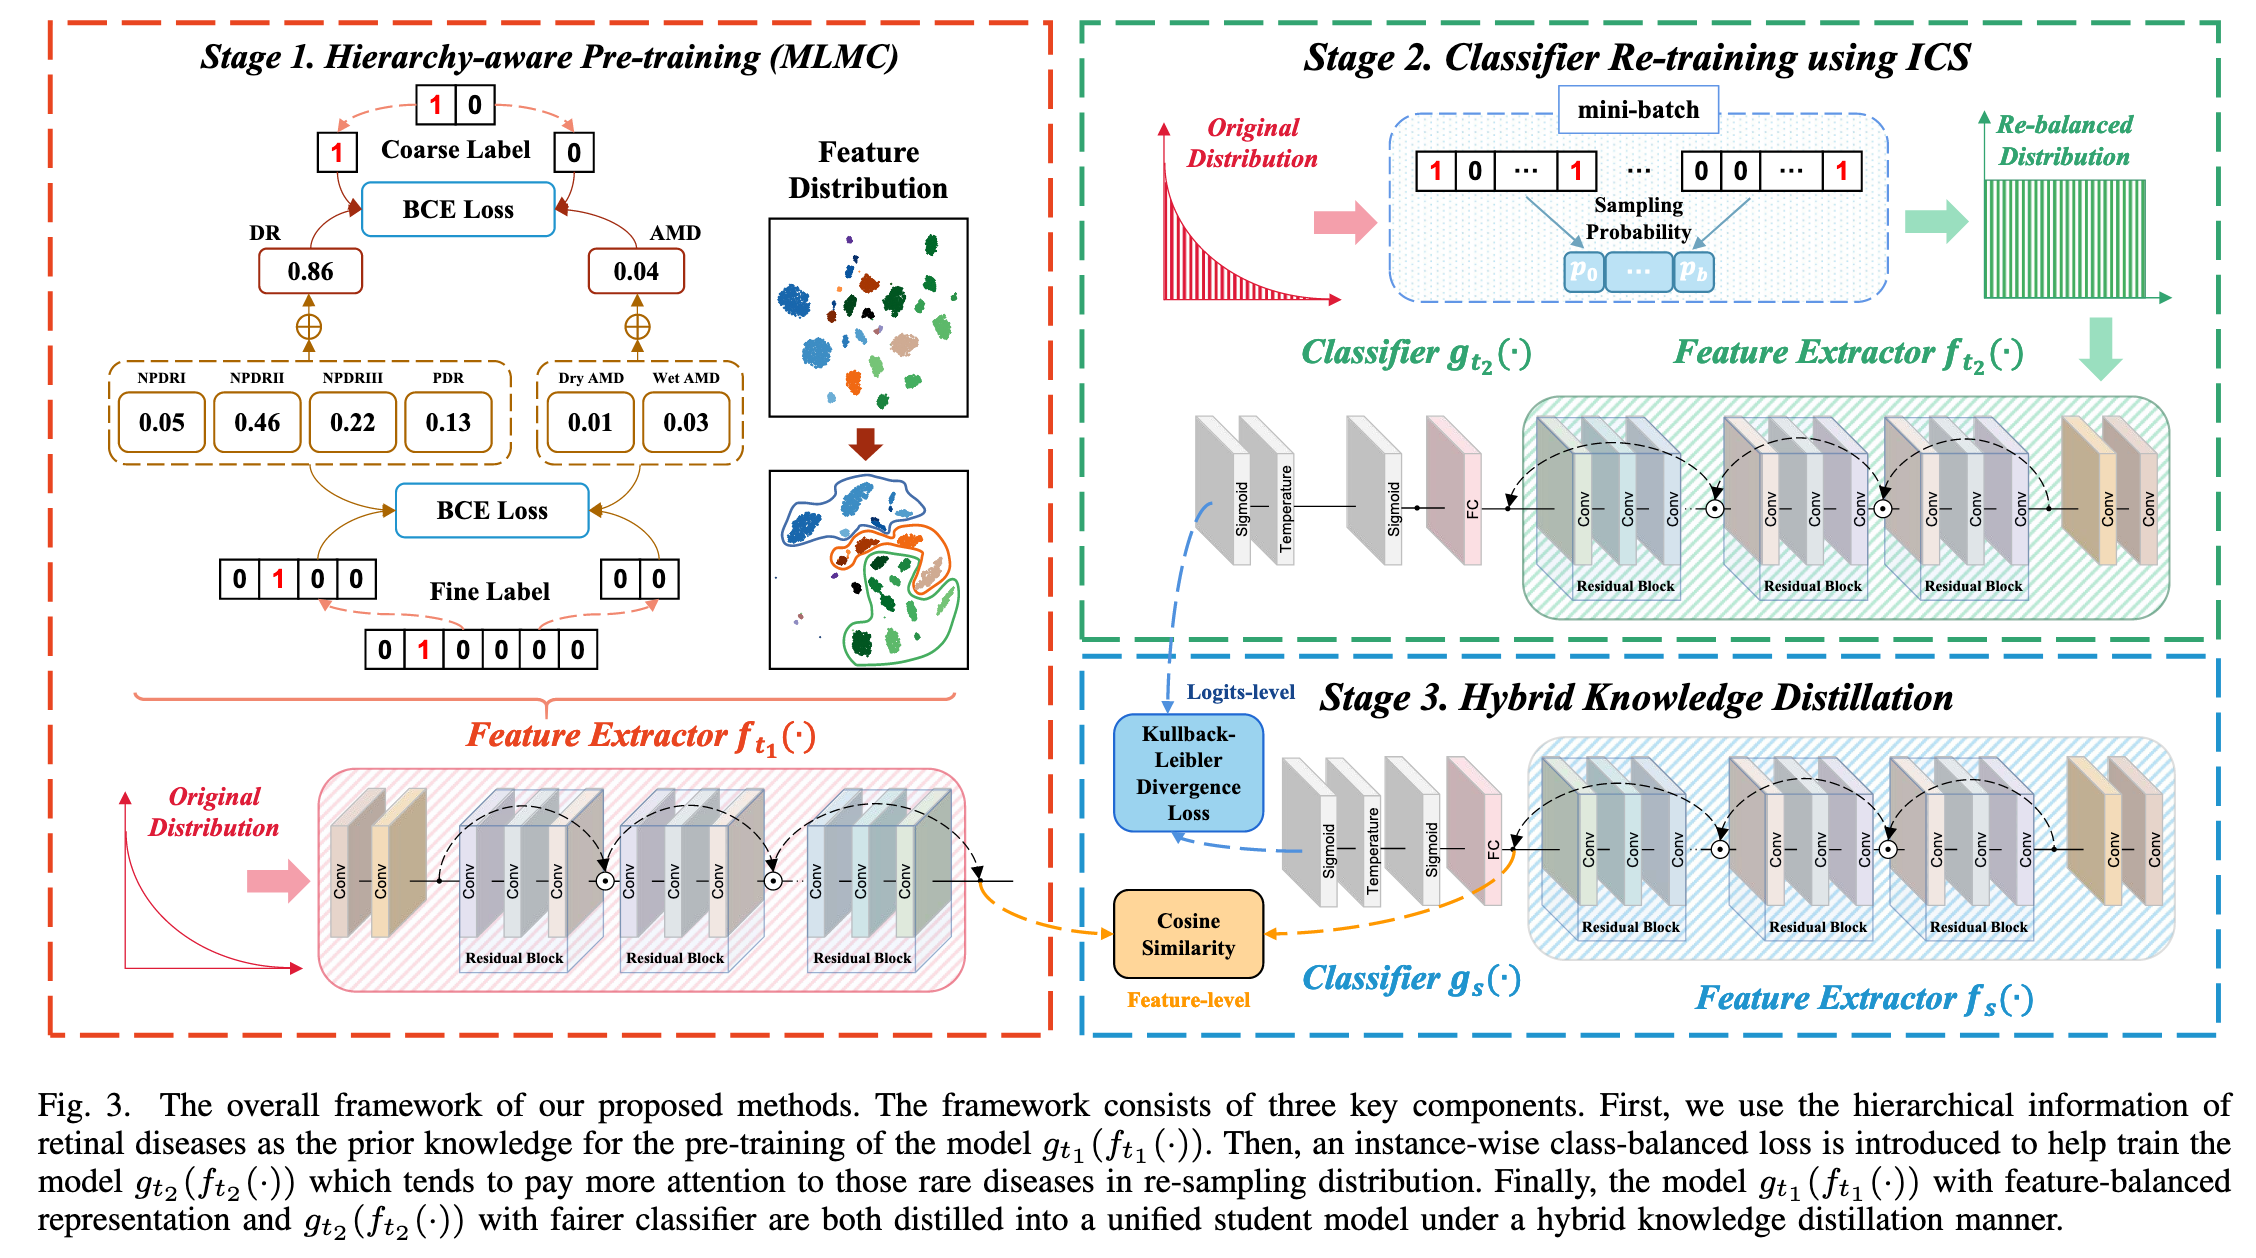 Stage 1. Hierarchy-aware Pre-training (MLMC)
1 0
1
Coarse Label
0
BCE Loss
DR
AMD
0.86
0.04
NPDRI NPDRII NPDRIII PDR
Dry AMD Wet AMD
0.05 0.46 0.22 0.13
0.01 0.03
BCE Loss
0 1 0 0
Fine Label
0 0
0 1 0 0 0 0
Feature
Distribution
Feature Extractor f_{t_1}(·)
Original
Distribution
Conv Conv
Conv Conv Conv
Conv Conv Conv
Conv Conv Conv
Residual Block
Residual Block
Residual Block
Stage 2. Classifier Re-training using ICS
Original
Distribution
mini-batch
1 0 ... 1 ... 0 0 ... 1
Sampling
Probability
p_0 ... p_b
Re-balanced
Distribution
Classifier g_{t_2}(·)
Feature Extractor f_{t_2}(·)
Sigmoid
Temperature
Sigmoid
FC
Conv Conv Conv
Conv Conv Conv
Conv Conv Conv
Conv Conv
Residual Block
Residual Block
Residual Block
Logits-level
Stage 3. Hybrid Knowledge Distillation
Kullback-
Leibler
Divergence
Loss
Sigmoid
Temperature
Sigmoid
FC
Conv Conv Conv
Conv Conv Conv
Conv Conv Conv
Conv Conv
Residual Block
Residual Block
Residual Block
Cosine
Similarity
Feature-level
Classifier g_s(·)
Feature Extractor f_s(·)
Fig. 3. The overall framework of our proposed methods. The framework consists of three key components. First, we use the hierarchical information of
retinal diseases as the prior knowledge for the pre-training of the model g_{t_1}(f_{t_1}(·)). Then, an instance-wise class-balanced loss is introduced to help train the
model g_{t_2}(f_{t_2}(·)) which tends to pay more attention to those rare diseases in re-sampling distribution. Finally, the model g_{t_1}(f_{t_1}(·)) with feature-balanced
representation and g_{t_2}(f_{t_2}(·)) with fairer classifier are both distilled into a unified student model under a hybrid knowledge distillation manner.